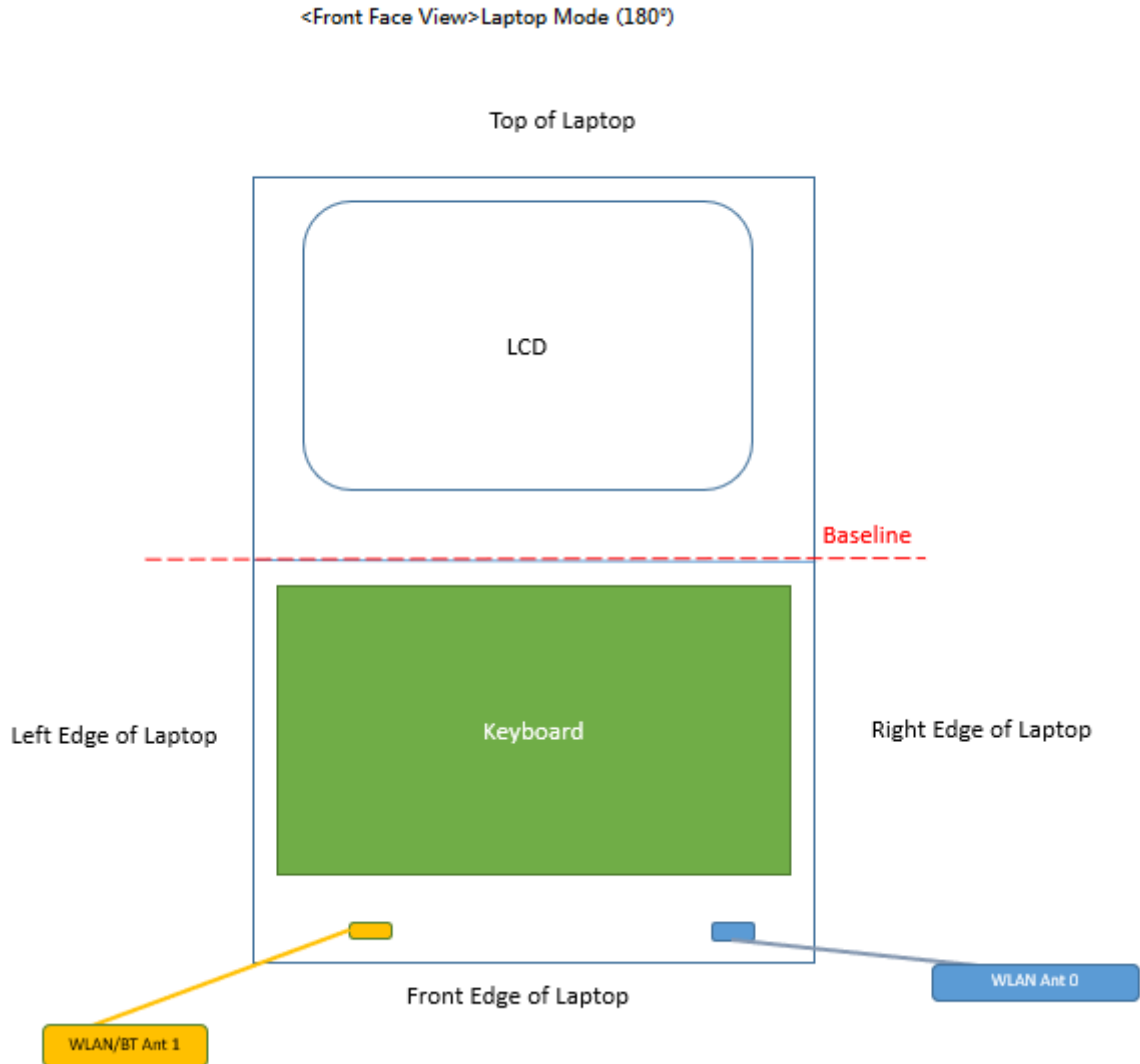 <Front Face View>Laptop Mode (180°)
Top of Laptop
LCD
Baseline
Left Edge of Laptop
Keyboard
Right Edge of Laptop
WLAN Ant 0
Front Edge of Laptop
WLAN/BT Ant 1